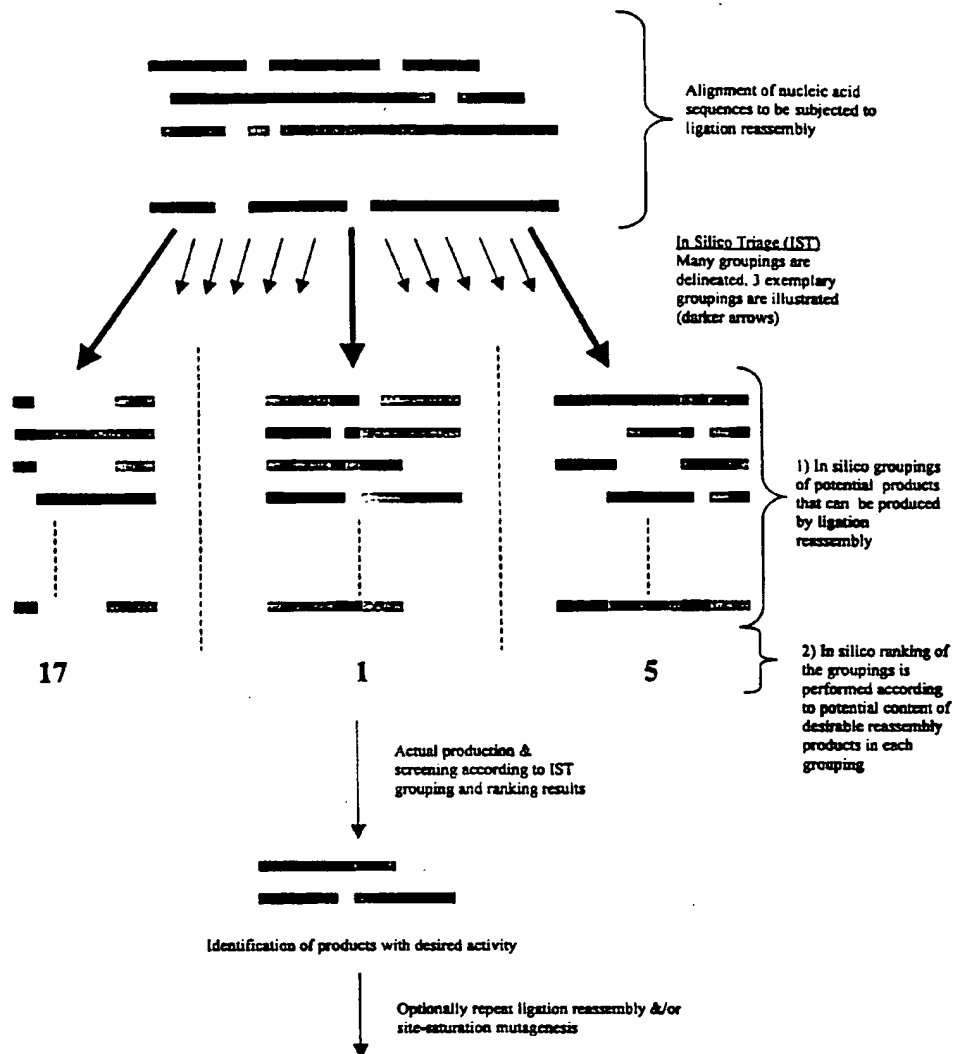 Alignment of nucleic acid
sequences to be subjected to
ligation reassembly
In Silico Triage (IST)
Many groupings are
delineated, 3 exemplary
groupings are illustrated
(darker arrows)
1) In silico groupings
of potential products
that can be produced
by ligation
reassembly
17
1
5
2) In silico ranking of
the groupings is
performed according
to potential content of
desirable reassembly
products in each
grouping
Actual production &
screening according to IST
grouping and ranking results
Identification of products with desired activity
Optionally repeat ligation reassembly &/or
site-saturation mutagenesis